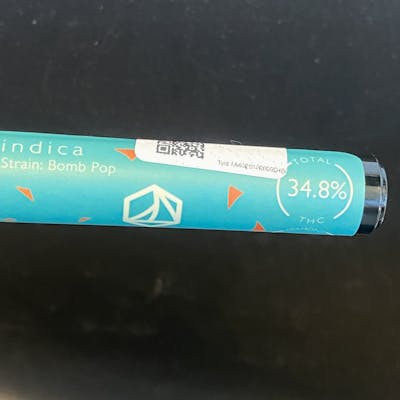 indica
Strain: Bomb Pop
TOTAL
34.8%
THC